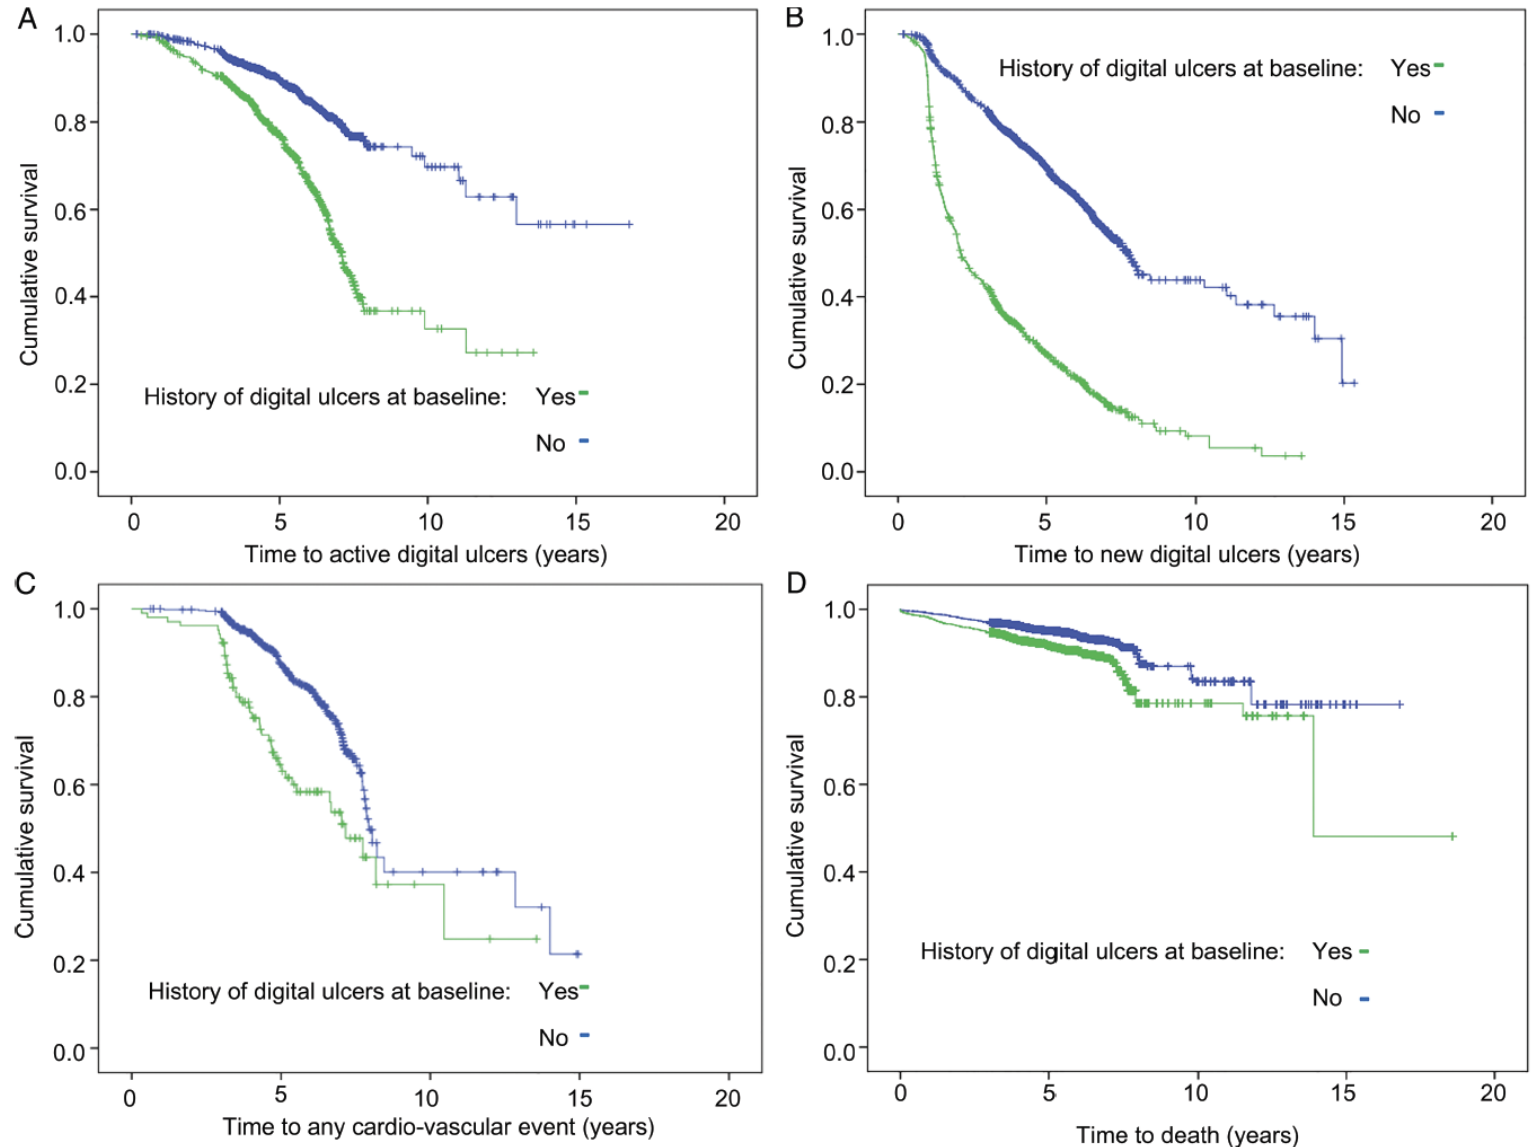 A
1.0
0.8
0.6
0.4
0.2
0.0
Cumulative survival
History of digital ulcers at baseline: Yes
No
0 5 10 15 20
Time to active digital ulcers (years)
B
1.0
0.8
0.6
0.4
0.2
0.0
Cumulative survival
History of digital ulcers at baseline: Yes
No
0 5 10 15 20
Time to new digital ulcers (years)
C
1.0
0.8
0.6
0.4
0.2
0.0
Cumulative survival
History of digital ulcers at baseline: Yes
No
0 5 10 15 20
Time to any cardio-vascular event (years)
D
1.0
0.8
0.6
0.4
0.2
0.0
Cumulative survival
History of digital ulcers at baseline: Yes
No
0 5 10 15 20
Time to death (years)